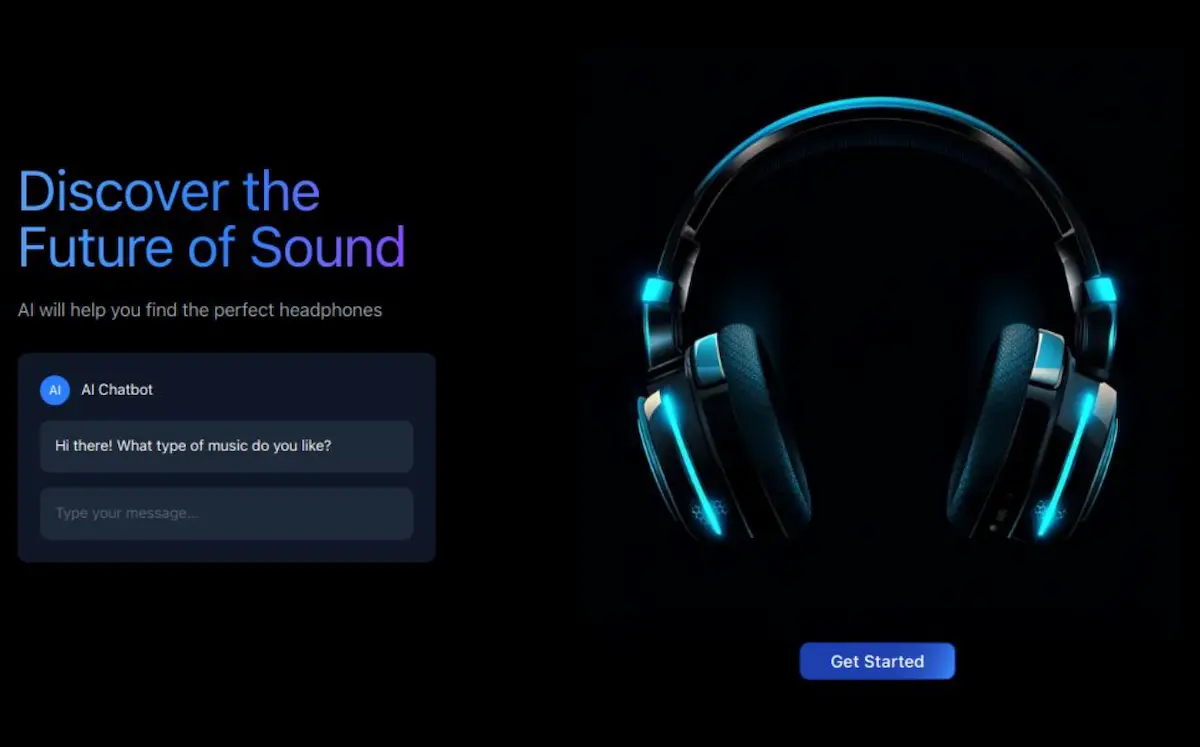 Discover the
Future of Sound
AI will help you find the perfect headphones
AI AI Chatbot
Hi there! What type of music do you like?
Type your message...
Get Started